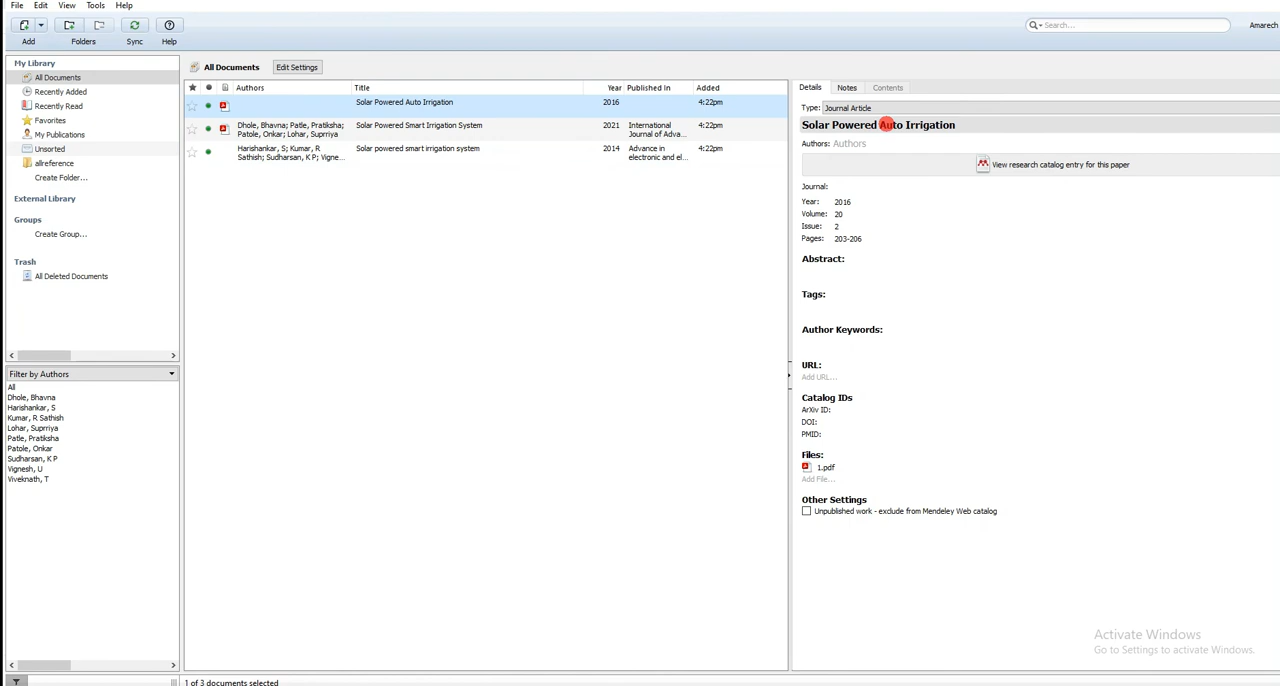 File Edit View Tools Help
Add Folders Sync Help
Search...
Amarech
My Library
All Documents
Recently Added
Recently Read
Favorites
My Publications
Unsorted
allreference
Create Folder...
External Library
Groups
Create Group...
Trash
All Deleted Documents
Filter by Authors
All
Dhole, Bhavna
Harishankar, S
Kumar, R Sathish
Lohar, Suprriya
Patle, Pratiksha
Patole, Onkar
Sudharsan, K P
Vignesh, U
Viveknath, T
All Documents Edit Settings
Authors Title Year Published In Added
Solar Powered Auto Irrigation 2016 4:22pm
Dhole, Bhavna; Patle, Pratiksha; Solar Powered Smart Irrigation System 2021 International 4:22pm
Patole, Onkar; Lohar, Suprriya Journal of Adva...
Harishankar, S; Kumar, R Solar powered smart irrigation system 2014 Advance in 4:22pm
Sathish; Sudharsan, K P; Vigne... electronic and el...
Details Notes Contents
Type: Journal Article
Solar Powered Auto Irrigation
Authors: Authors
View research catalog entry for this paper
Journal:
Year: 2016
Volume: 20
Issue: 2
Pages: 203-206
Abstract:
Tags:
Author Keywords:
URL:
Add URL...
Catalog IDs
ArXiv ID:
DOI:
PMID:
Files:
1.pdf
Add File...
Other Settings
Unpublished work - exclude from Mendeley Web catalog
Activate Windows
Go to Settings to activate Windows.
1 of 3 documents selected